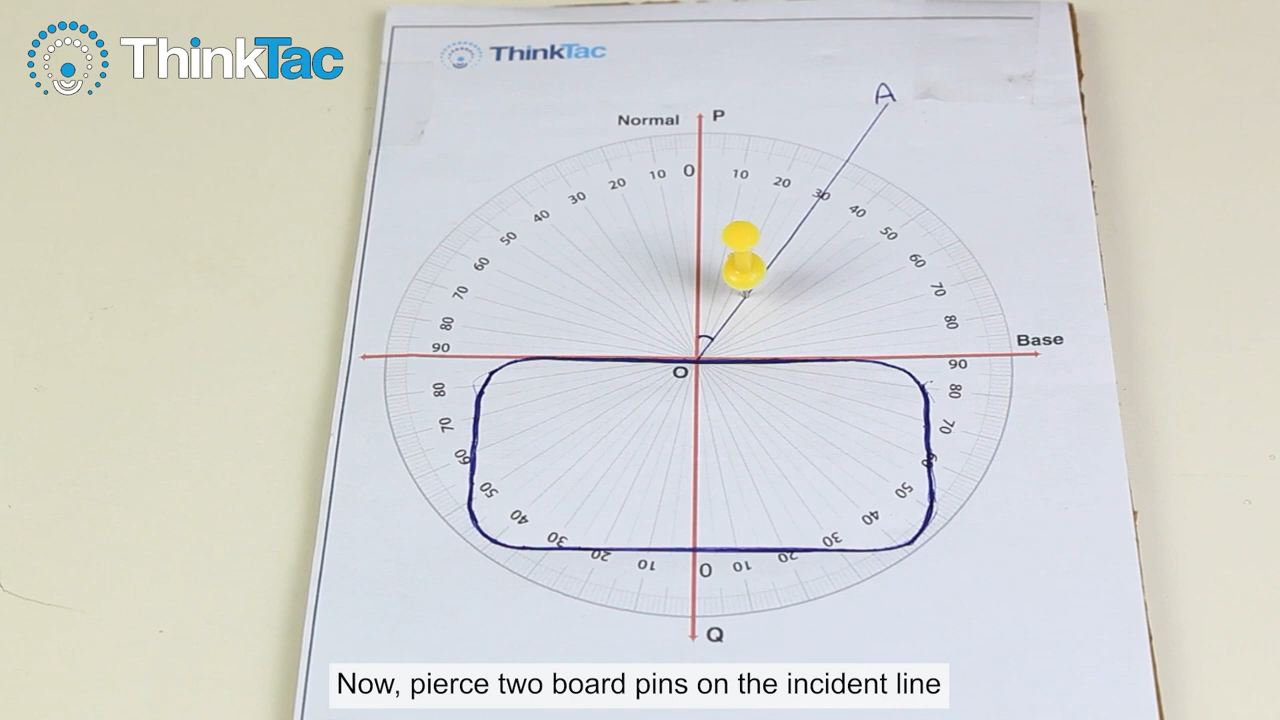 ThinkTac
ThinkTac
A
Normal P
0
10 20 30 40 50 60 70 80 90
10 20 30 40 50 60 70 80
Base
90
O
80 70 60 50 40 30 20 10 0 10 20 30 40 50 60 70 80
Q
Now, pierce two board pins on the incident line